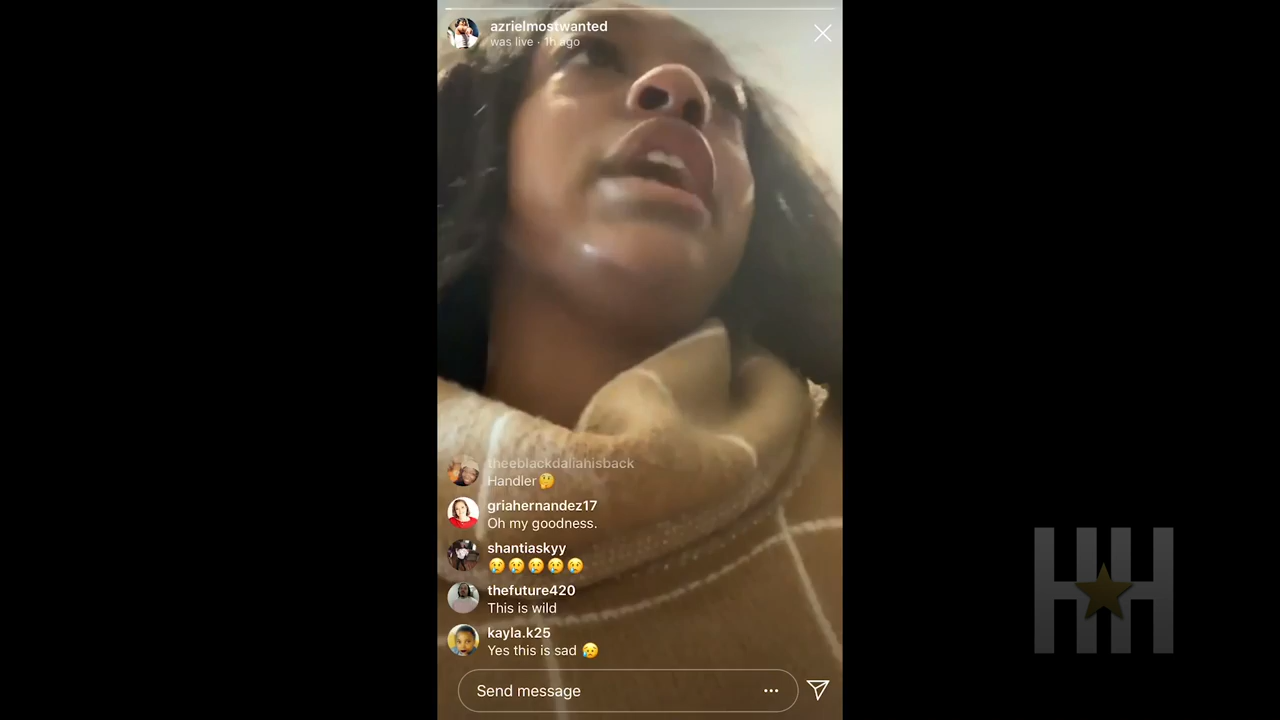 azrielmostwanted
was live · 1h ago
theeblackdaliahisback
Handler🤔
griahernandez17
Oh my goodness.
shantiaskyy
😢😢😢😢😢
thefuture420
This is wild
kayla.k25
Yes this is sad 😥
Send message
HH